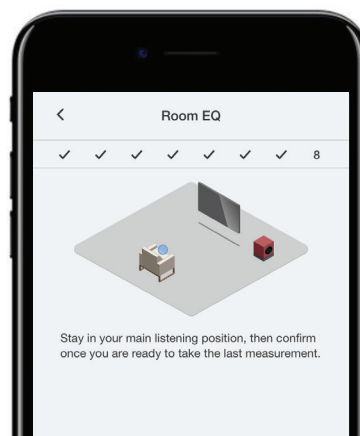 Room EQ
8
Stay in your main listening position, then confirm
once you are ready to take the last measurement.